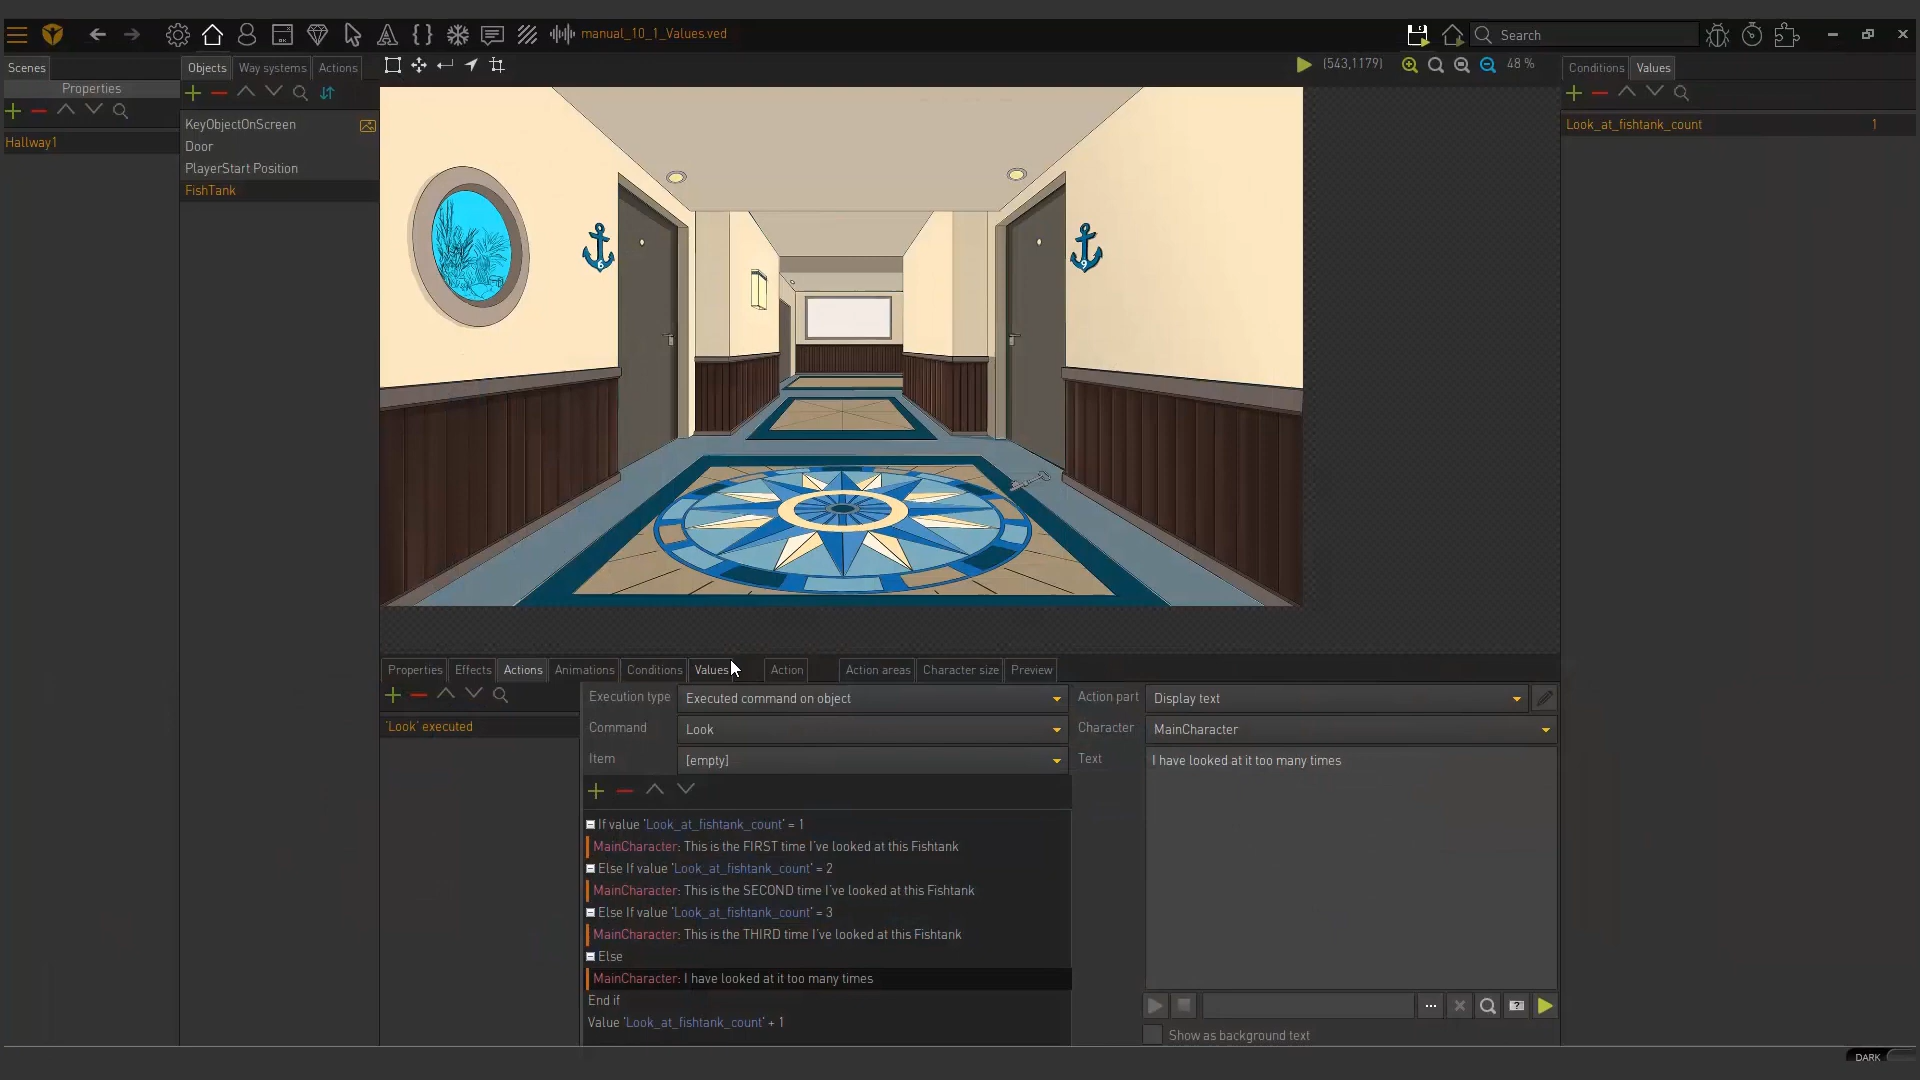 manual_10_1_Values.ved
Search
Scenes
Objects
Way systems
Actions
(543,1179)
48 %
Conditions
Values
Properties
KeyObjectOnScreen
Look_at_fishtank_count
1
Hallway1
Door
PlayerStart Position
FishTank
6
9
Properties
Effects
Actions
Animations
Conditions
Values
Action
Action areas
Character size
Preview
Execution type
Executed command on object
Action part
Display text
'Look' executed
Command
Look
Character
MainCharacter
Item
[empty]
Text
I have looked at it too many times
If value 'Look_at_fishtank_count' = 1
MainCharacter: This is the FIRST time I've looked at this Fishtank
Else If value 'Look_at_fishtank_count' = 2
MainCharacter: This is the SECOND time I've looked at this Fishtank
Else If value 'Look_at_fishtank_count' = 3
MainCharacter: This is the THIRD time I've looked at this Fishtank
Else
MainCharacter: I have looked at it too many times
End if
Value 'Look_at_fishtank_count' + 1
Show as background text
DARK